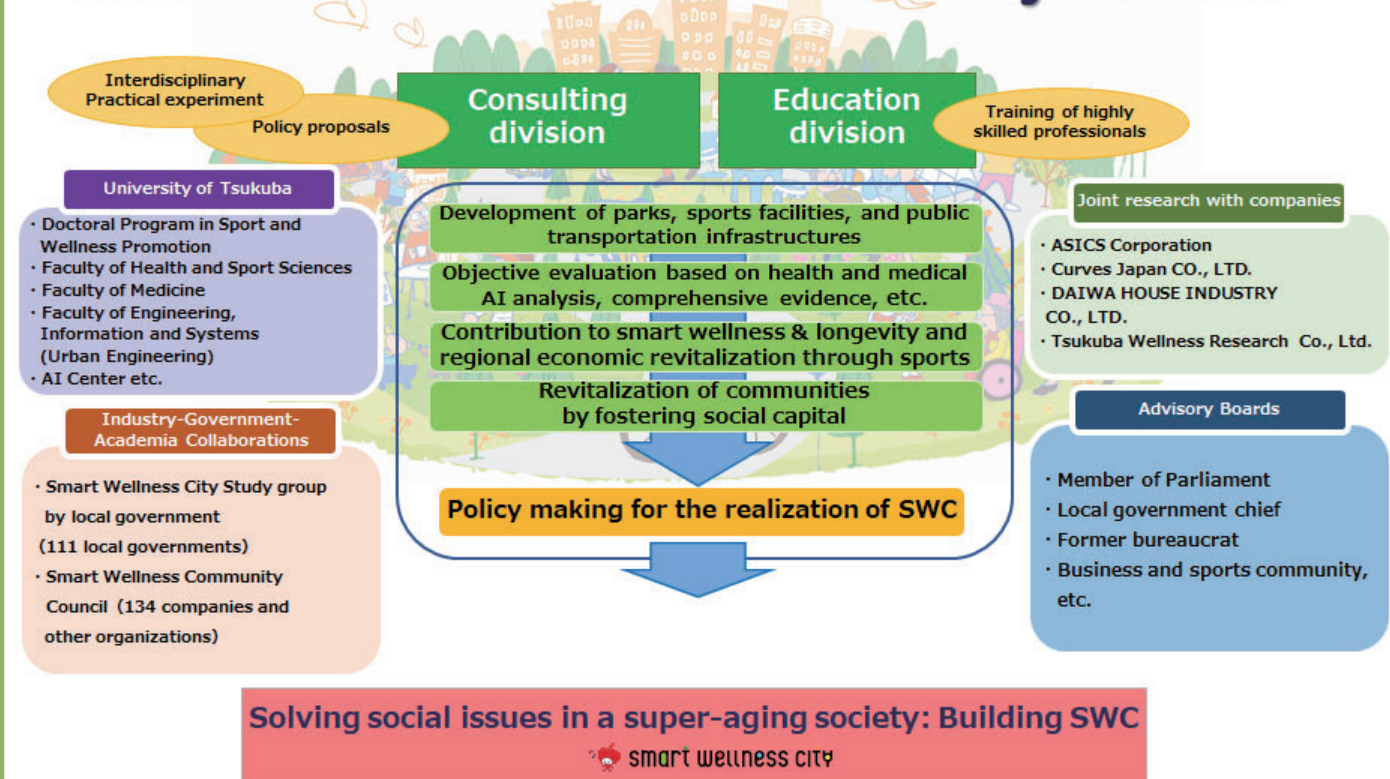 Interdisciplinary
Practical experiment
Policy proposals
Consulting
division
Education
division
Training of highly
skilled professionals
University of Tsukuba
・Doctoral Program in Sport and
Wellness Promotion
・Faculty of Health and Sport Sciences
・Faculty of Medicine
・Faculty of Engineering,
Information and Systems
(Urban Engineering)
・AI Center etc.
Industry-Government-
Academia Collaborations
・Smart Wellness City Study group
by local government
(111 local governments)
・Smart Wellness Community
Council (134 companies and
other organizations)
Development of parks, sports facilities, and public
transportation infrastructures
Objective evaluation based on health and medical
AI analysis, comprehensive evidence, etc.
Contribution to smart wellness & longevity and
regional economic revitalization through sports
Revitalization of communities
by fostering social capital
Policy making for the realization of SWC
Joint research with companies
・ASICS Corporation
・Curves Japan CO., LTD.
・DAIWA HOUSE INDUSTRY
CO., LTD.
・Tsukuba Wellness Research Co., Ltd.
Advisory Boards
・Member of Parliament
・Local government chief
・Former bureaucrat
・Business and sports community,
etc.
Solving social issues in a super-aging society: Building SWC
smart wellness city